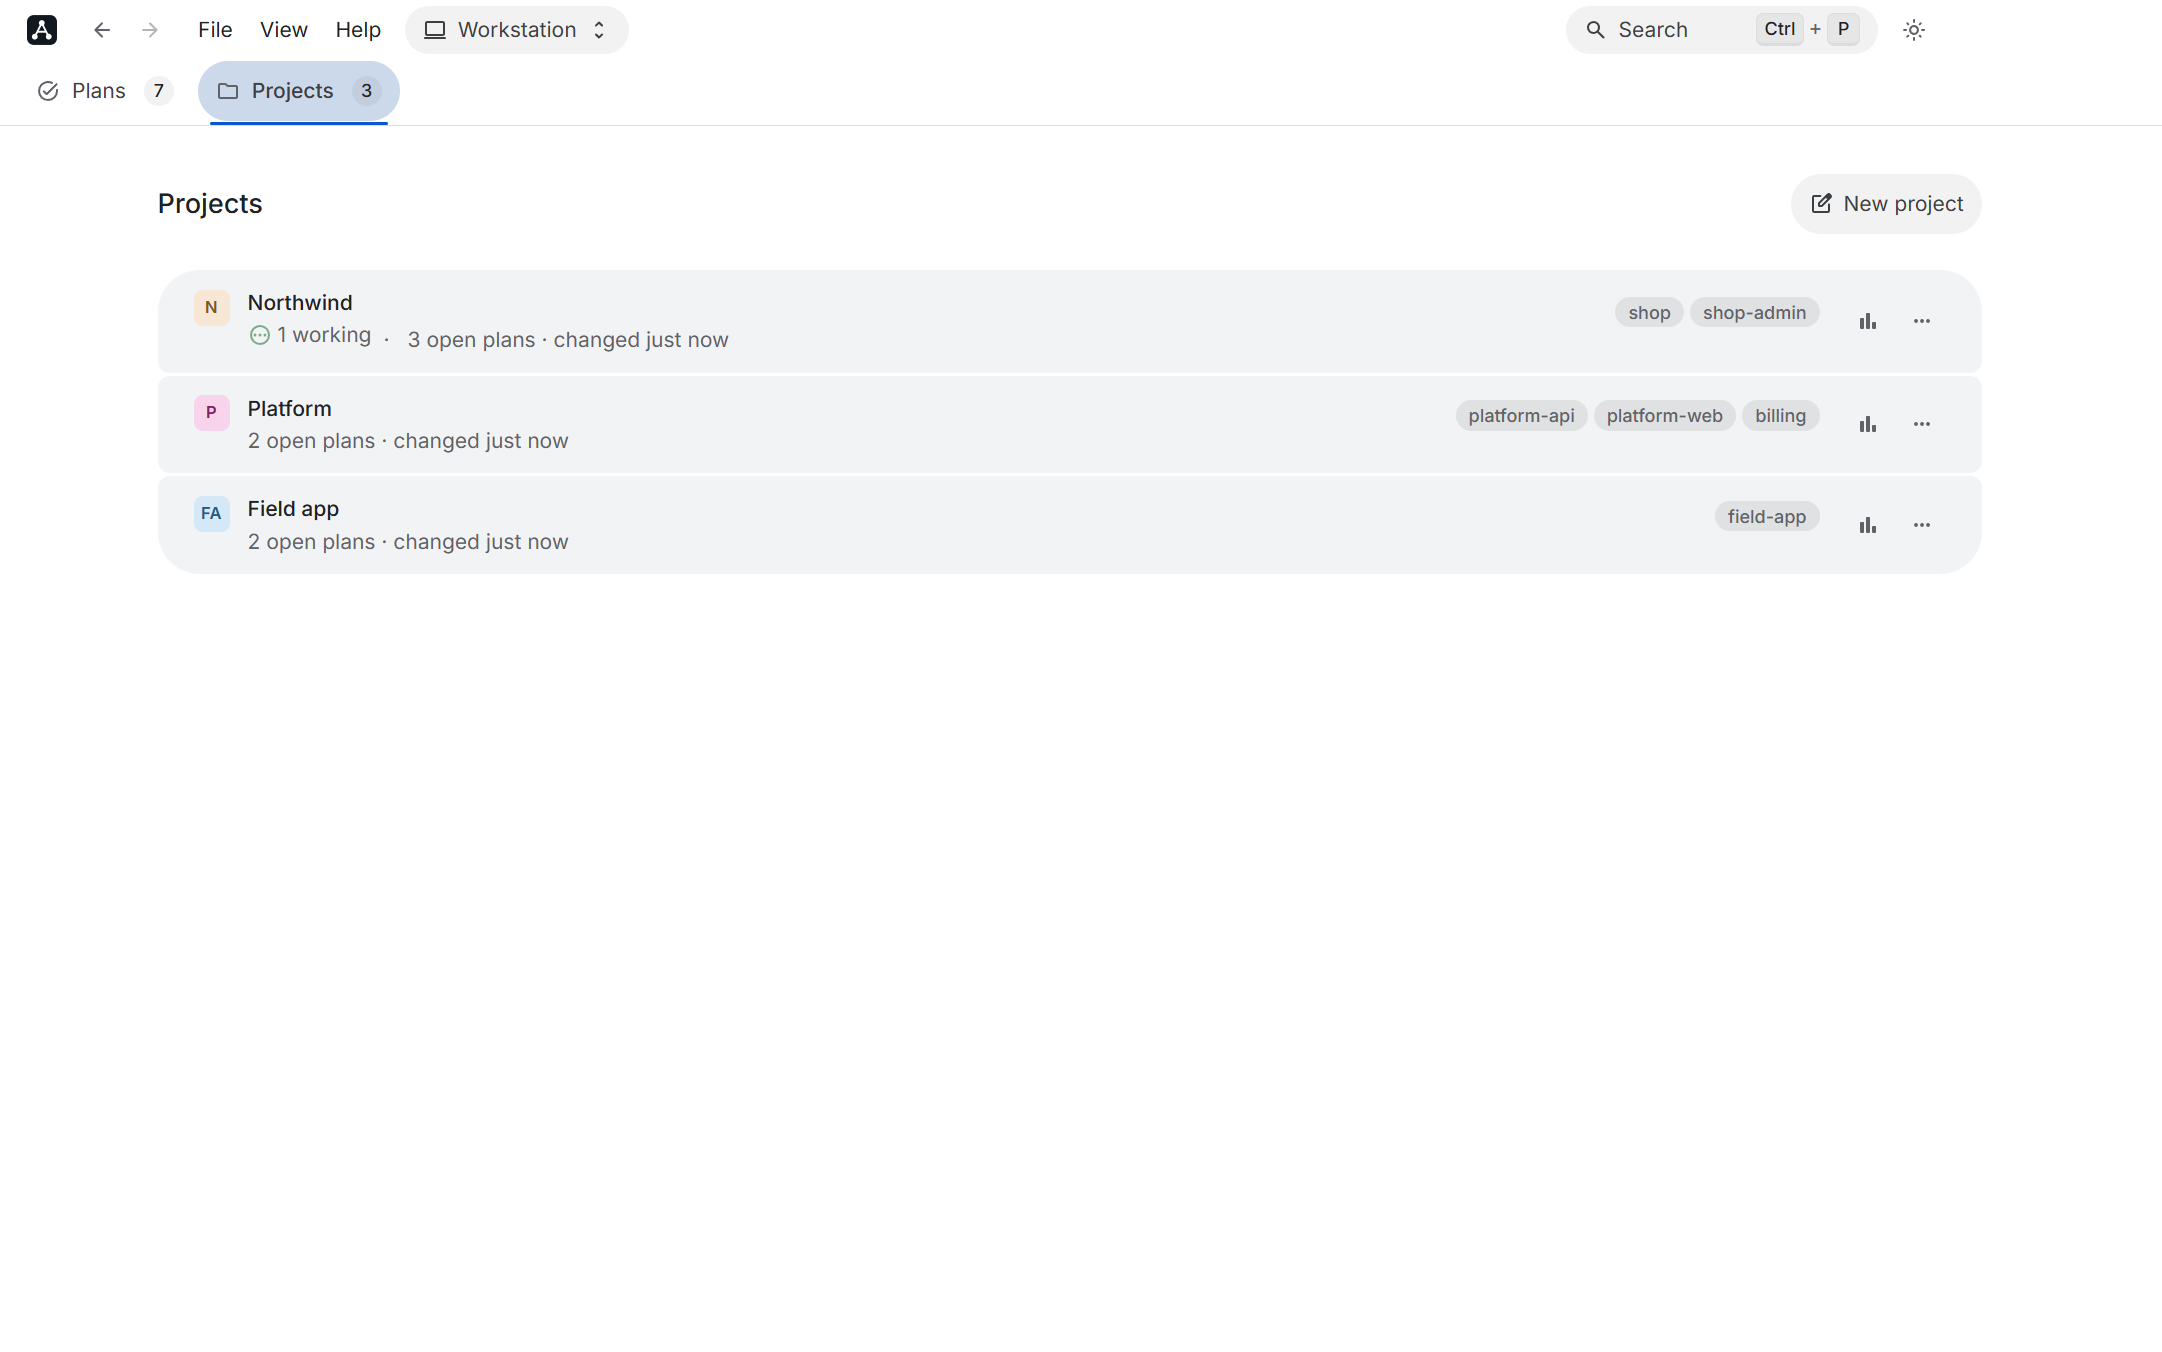 File View Help Workstation Search Ctrl + P
Plans 7 Projects 3
Projects New project
N Northwind shop shop-admin
1 working · 3 open plans · changed just now
P Platform platform-api platform-web billing
2 open plans · changed just now
FA Field app field-app
2 open plans · changed just now